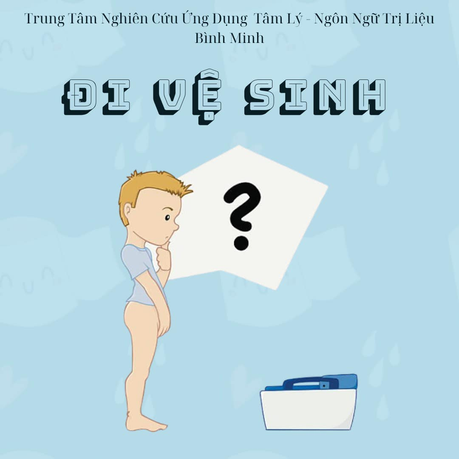 Trung Tâm Nghiên Cứu Ứng Dụng Tâm Lý - Ngôn Ngữ Trị Liệu
Bình Minh
ĐI VỆ SINH
?